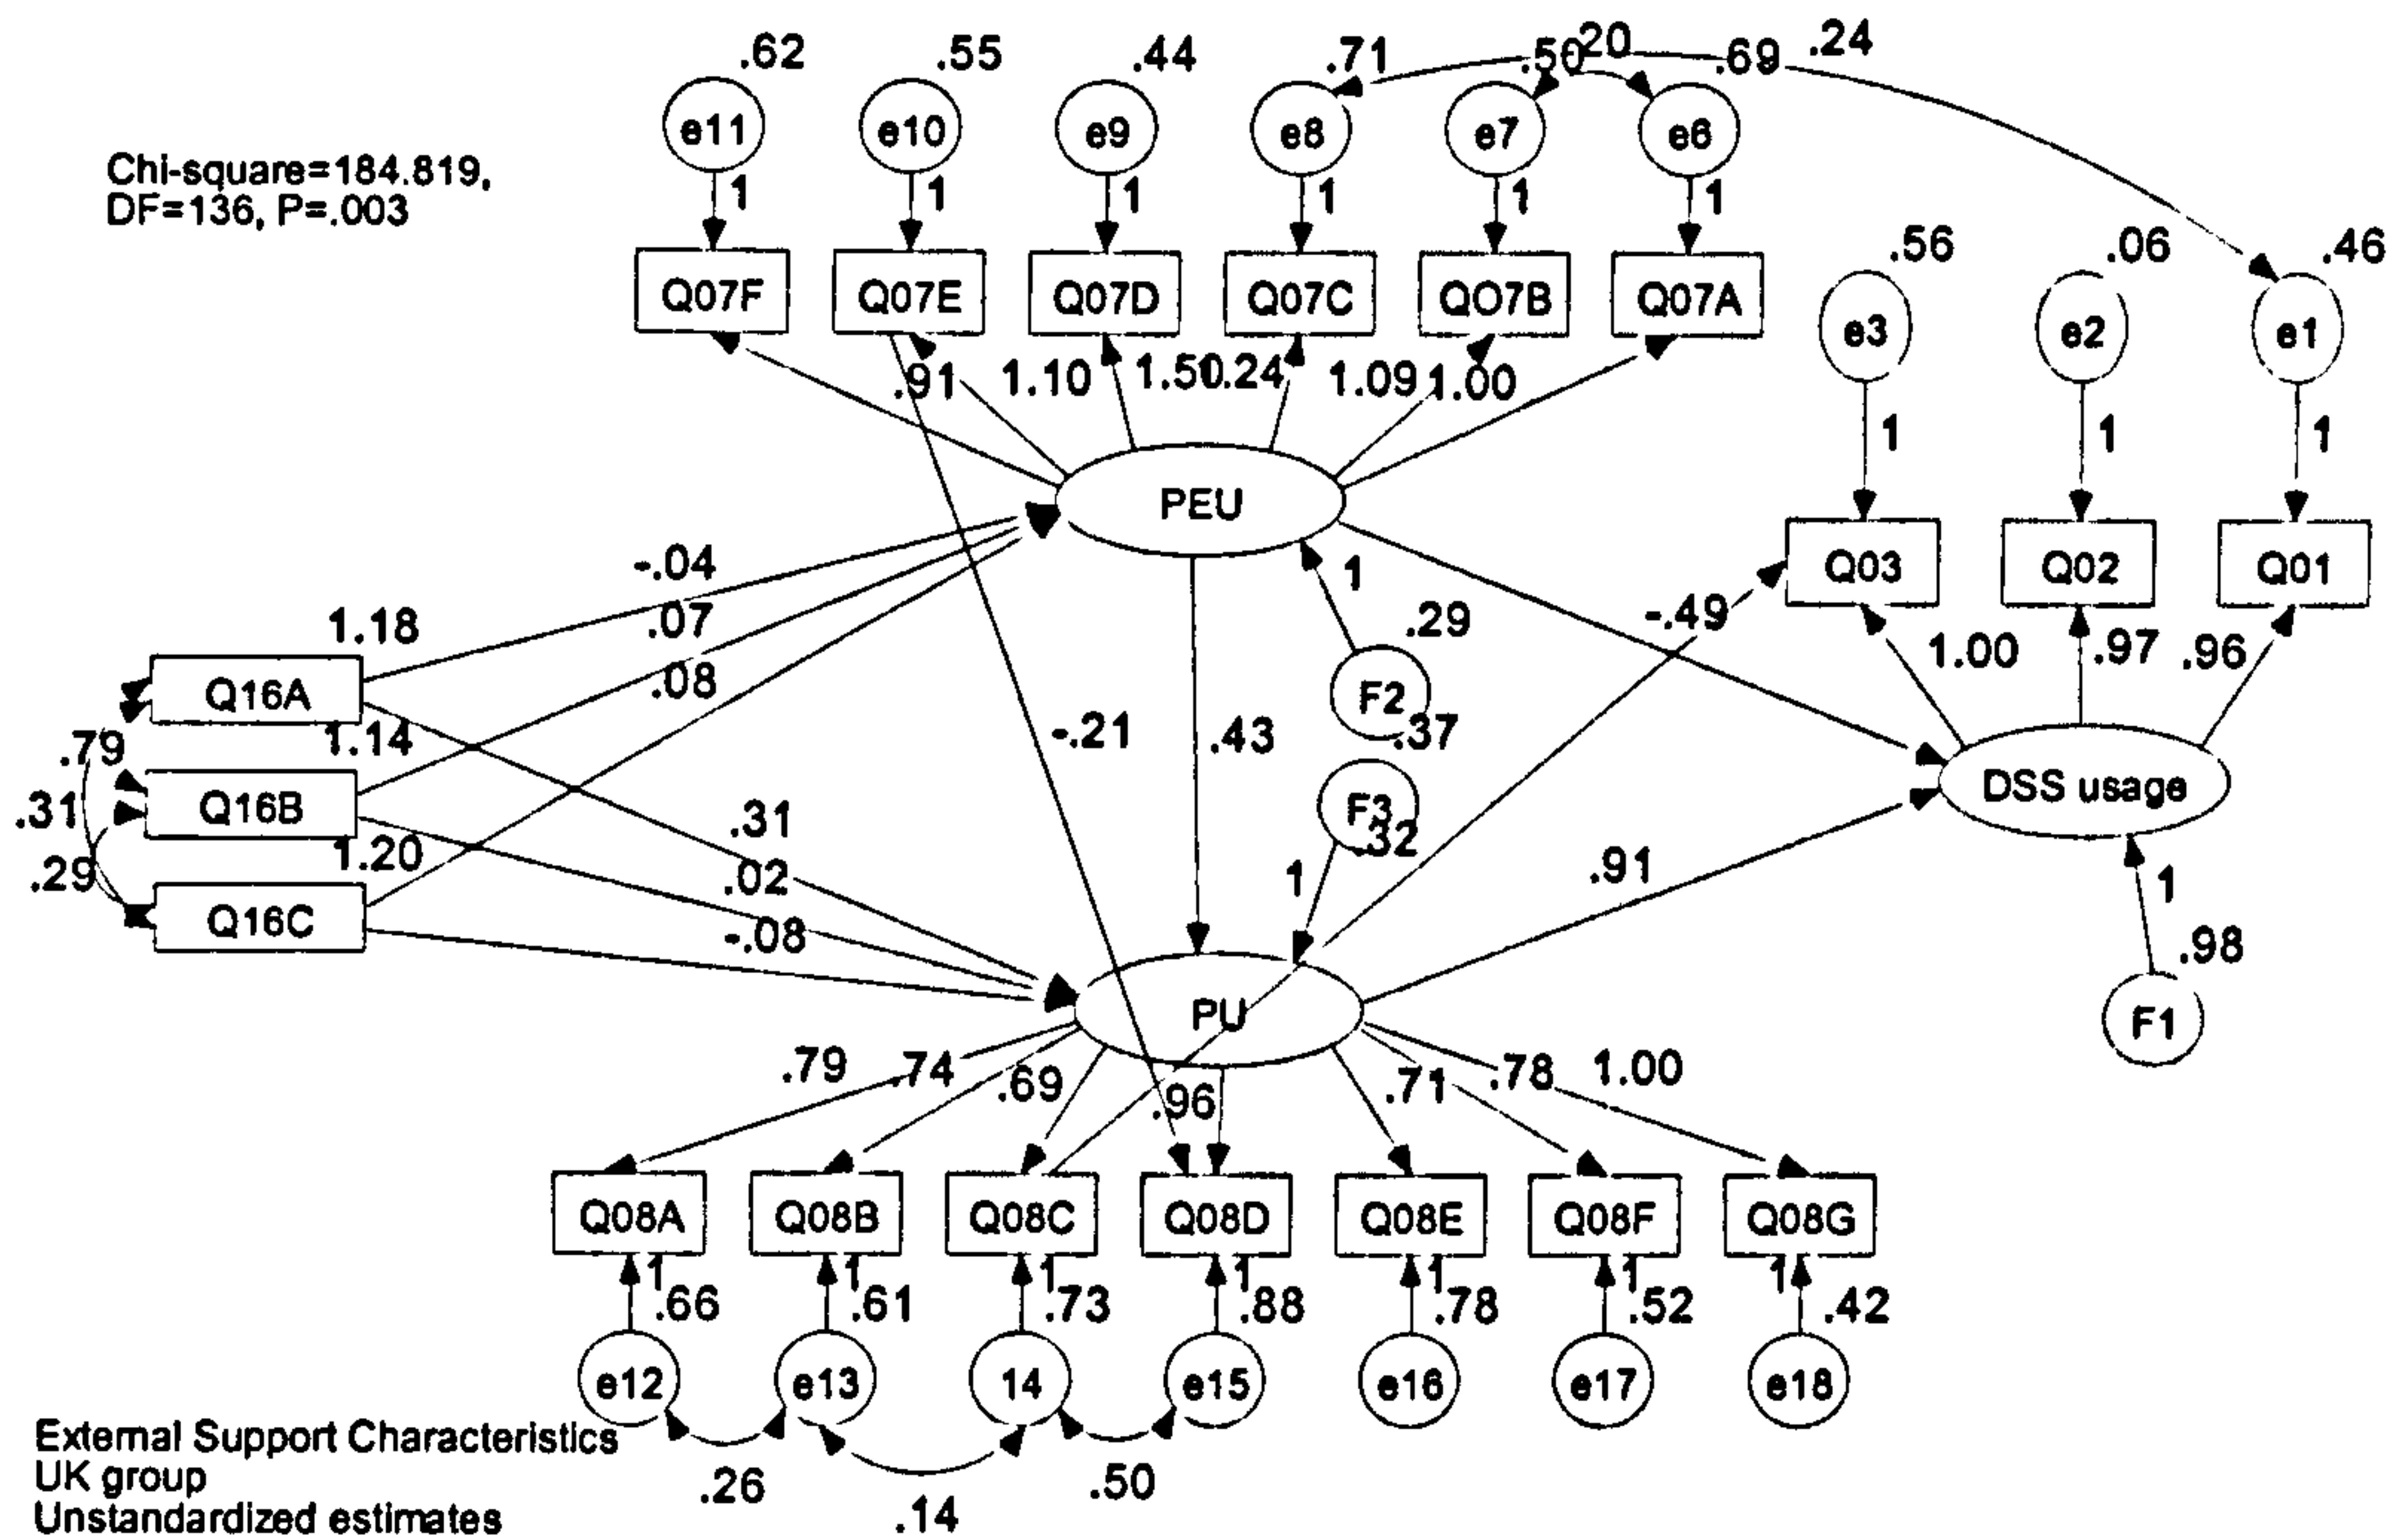 .62 .55 .44 .71 .50 .20 .69 .24
e11 e10 e9 e8 e7 e6
Chi-square=184.819,
DF=136, P=.003
1 1 1 1 1 1
.56 .06 .46
Q07F Q07E Q07D Q07C QO7B Q07A
e3 e2 e1
.91 1.10 1.50 .24 1.09 1.00
1 1 1
PEU
-.04 1 Q03 Q02 Q01
1.18 .07 .29 -.49
.08 1.00 .97 .96
Q16A F2
.79 1.14 -.21 .43 .37
DSS usage
.31 Q16B .31 F3
1.20 .32
.29 .02 1 .91 1
Q16C -.08 .98
PU F1
.79 .74 .69 .96 .71 .78 1.00
Q08A Q08B Q08C Q08D Q08E Q08F Q08G
1 1 1 1 1 1 1
.66 .61 .73 .88 .78 .52 .42
e12 e13 14 e15 e16 e17 e18
External Support Characteristics
UK group
.26 .50
Unstandardized estimates
.14